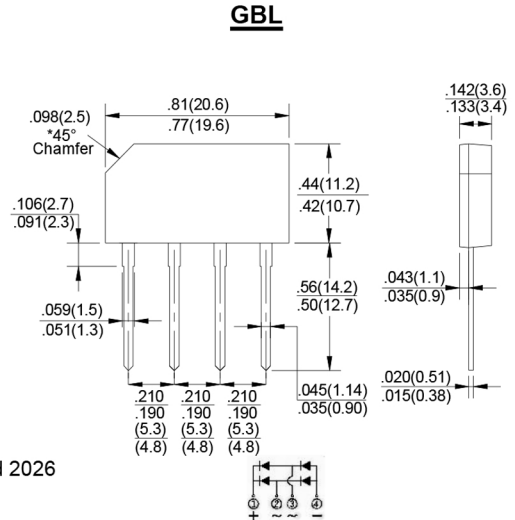 GBL
.81(20.6)
.77(19.6)
.142(3.6)
.133(3.4)
.098(2.5)
*45°
Chamfer
.44(11.2)
.42(10.7)
.106(2.7)
.091(2.3)
.56(14.2)
.50(12.7)
.043(1.1)
.035(0.9)
.059(1.5)
.051(1.3)
.020(0.51)
.015(0.38)
.045(1.14)
.035(0.90)
.210 .210 .210
.190 .190 .190
(5.3) (5.3) (5.3)
(4.8) (4.8) (4.8)
2026
① ② ③ ④
+ ~ ~ −